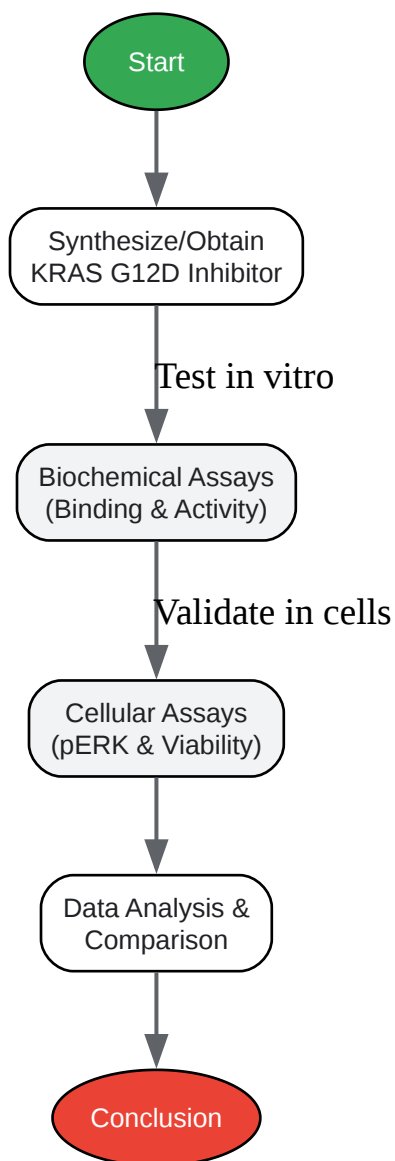 Start
Synthesize/Obtain
KRAS G12D Inhibitor
Test in vitro
Biochemical Assays
(Binding & Activity)
Validate in cells
Cellular Assays
(pERK & Viability)
Data Analysis &
Comparison
Conclusion